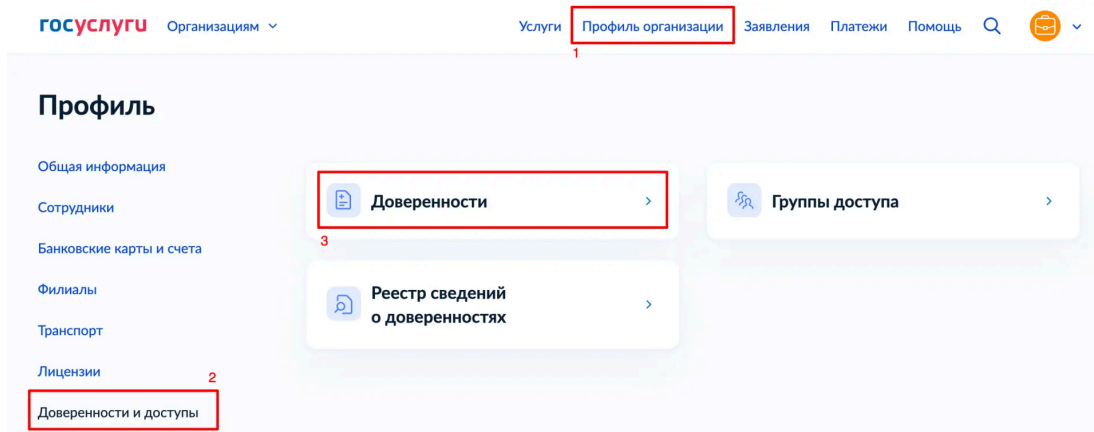 госуслуги Организациям Услуги Профиль организации Заявления Платежи Помощь
1
Профиль
Общая информация
Сотрудники
Банковские карты и счета
Филиалы
Транспорт
Лицензии
2
Доверенности и доступы
Доверенности
3
Группы доступа
Реестр сведений
о доверенностях